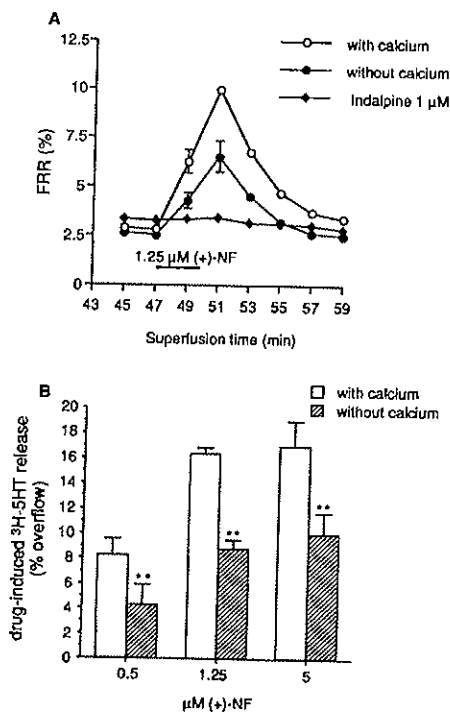 A
12.5
10
7.5
5
2.5
0
FRR (%)
with calcium
without calcium
Indalpine 1 µM
1.25 µM (+)-NF
43 45 47 49 51 53 55 57 59
Superfusion time (min)
B
with calcium
without calcium
20
18
16
14
12
10
8
6
4
2
0
drug-induced ³H-5HT release
(% overflow)
** ** **
0.5 1.25 5
µM (+)-NF